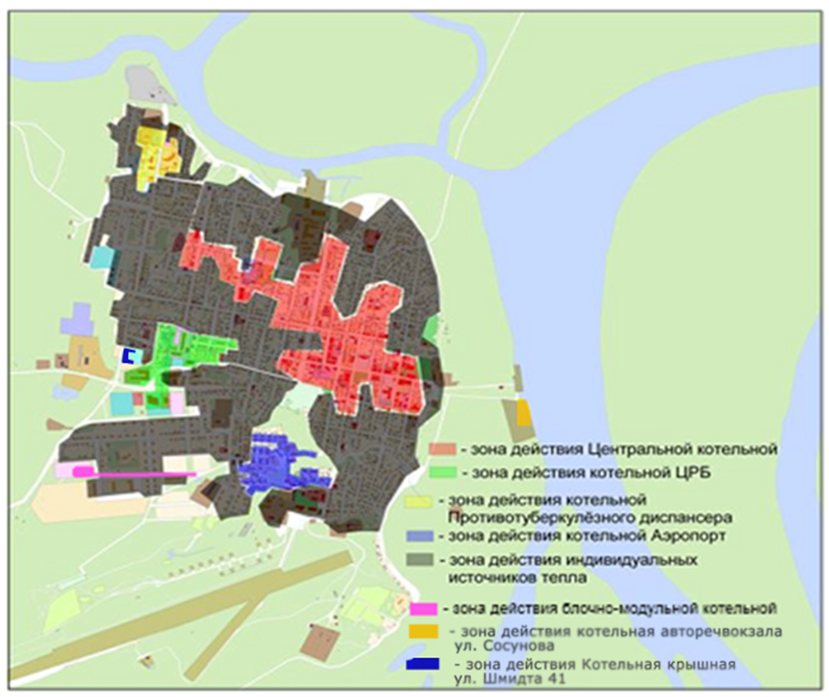 - зона действия Центральной котельной
- зона действия котельной ЦРБ
- зона действия котельной
Противотуберкулёзного диспансера
- зона действия котельной Аэропорт
- зона действия индивидуальных
источников тепла
- зона действия блочно-модульной котельной
- зона действия котельная авторечвокзала
ул. Сосунова
- зона действия Котельная крышная
ул. Шмидта 41